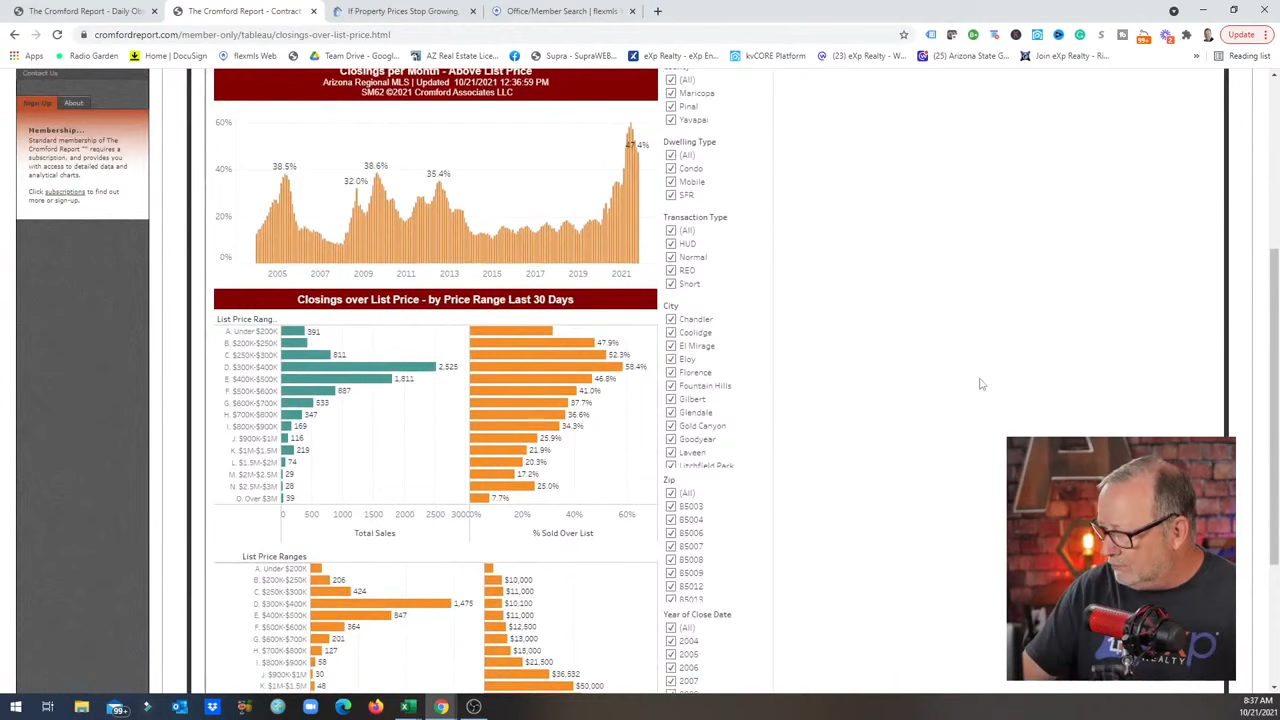 The Cromford Report - Daily Obs
The Cromford Report - Contract
If Property Prices Stop Growing,
Office/Member Search | flexmls W
cromfordreport.com/member-only/tableau/closings-over-list-price.html
Update
Apps
Radio Garden
Home | DocuSign
flexmls Web
Supra - SupraWEB...
Team Drive - Googl...
AZ Real Estate Lice...
eXp Realty - eXp En...
kvCORE Platform
(23) eXp Realty - W...
(25) Arizona State G...
Join eXp Realty - m...
Reading list
Contact Us
Sign Up
About
Membership...
Standard membership of The
Cromford Report ™ requires a
subscription, and provides you
with access to detailed data and
analytical charts.
Click subscriptions to find out
more or sign-up.
Closings per Month - Above List Price
Arizona Regional MLS | Updated 10/21/2021 12:36:59 PM
SM62 ©2021 Cromford Associates LLC
60%
40%
20%
0%
38.5%
32.0%
38.6%
35.4%
47.4%
2005
2007
2009
2011
2013
2015
2017
2019
2021
Closings over List Price - by Price Range Last 30 Days
List Price Rang..
A. Under $200K 391
B. $200K-$250K 47.9%
C. $250K-$300K 811 52.3%
D. $300K-$400K 2,525 58.4%
E. $400K-$500K 1,811 46.8%
F. $500K-$600K 887 41.0%
G. $600K-$700K 533 37.7%
H. $700K-$800K 347 36.6%
I. $800K-$900K 169 34.3%
J. $900K-$1M 116 25.9%
K. $1M-$1.5M 219 21.9%
L. $1.5M-$2M 74 20.3%
M. $2M-$2.5M 29 17.2%
N. $2.5M-$3M 28 25.0%
O. Over $3M 39 7.7%
0 500 1000 1500 2000 2500 3000
0% 20% 40% 60%
Total Sales
% Sold Over List
List Price Ranges
A. Under $200K
B. $200K-$250K 206 $10,000
C. $250K-$300K 424 $11,000
D. $300K-$400K 1,475 $10,100
E. $400K-$500K 847 $11,000
F. $500K-$600K 364 $12,500
G. $600K-$700K 201 $13,000
H. $700K-$800K 127 $15,000
I. $800K-$900K 58 $21,500
J. $900K-$1M 30 $36,532
K. $1M-$1.5M 48 $50,000
(All)
Maricopa
Pinal
Yavapai
Dwelling Type
(All)
Condo
Mobile
SFR
Transaction Type
(All)
HUD
Normal
REO
Short
City
Chandler
Coolidge
El Mirage
Eloy
Florence
Fountain Hills
Gilbert
Glendale
Gold Canyon
Goodyear
Laveen
Litchfield Park
Zip
(All)
85003
85004
85006
85007
85008
85009
85012
85013
Year of Close Date
(All)
2004
2005
2006
2007
REALTY
99+
8:37 AM
10/21/2021